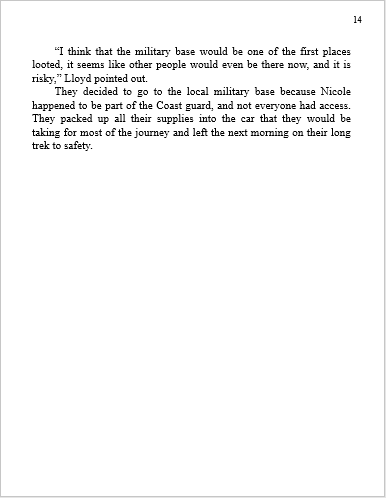 14
“I think that the military base would be one of the first places
looted, it seems like other people would even be there now, and it is
risky,” Lloyd pointed out.
They decided to go to the local military base because Nicole
happened to be part of the Coast guard, and not everyone had access.
They packed up all their supplies into the car that they would be
taking for most of the journey and left the next morning on their long
trek to safety.